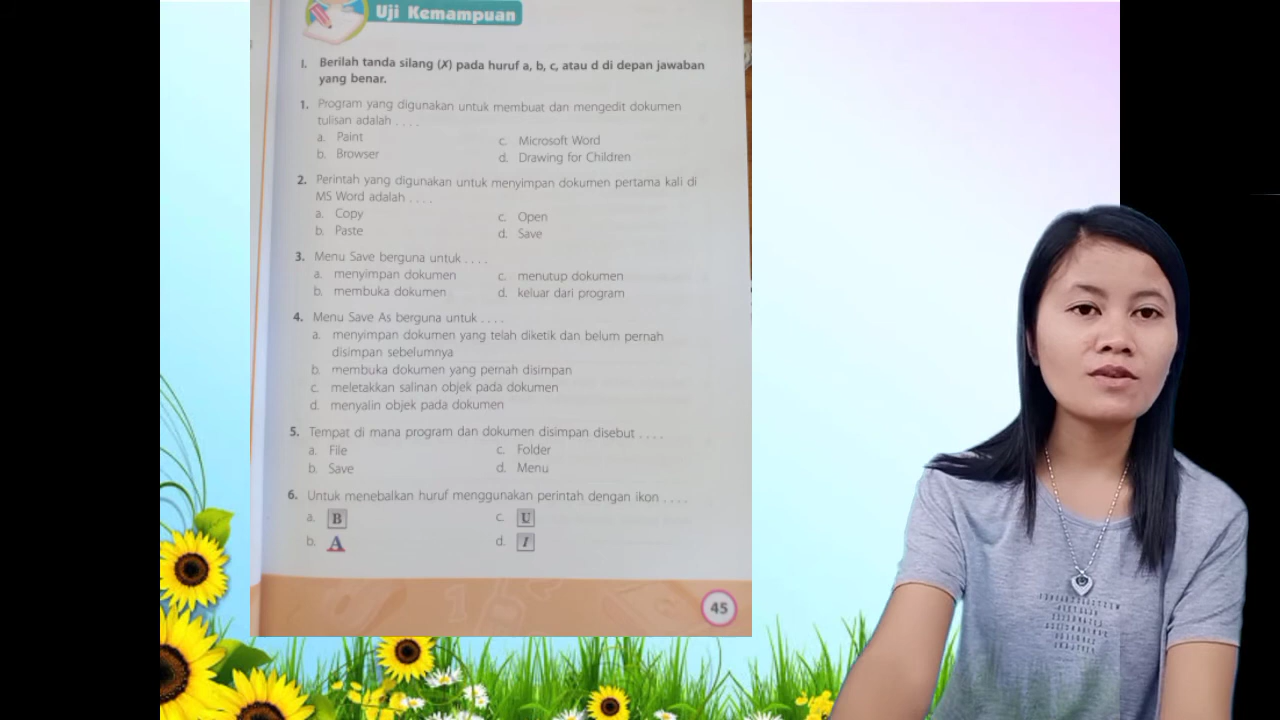 Uji Kemampuan
I. Berilah tanda silang (✗) pada huruf a, b, c, atau d di depan jawaban
yang benar.
1. Program yang digunakan untuk membuat dan mengedit dokumen
tulisan adalah . . . .
a. Paint c. Microsoft Word
b. Browser d. Drawing for Children
2. Perintah yang digunakan untuk menyimpan dokumen pertama kali di
MS Word adalah . . . .
a. Copy c. Open
b. Paste d. Save
3. Menu Save berguna untuk . . . .
a. menyimpan dokumen c. menutup dokumen
b. membuka dokumen d. keluar dari program
4. Menu Save As berguna untuk . . . .
a. menyimpan dokumen yang telah diketik dan belum pernah
disimpan sebelumnya
b. membuka dokumen yang pernah disimpan
c. meletakkan salinan objek pada dokumen
d. menyalin objek pada dokumen
5. Tempat di mana program dan dokumen disimpan disebut . . . .
a. File c. Folder
b. Save d. Menu
6. Untuk menebalkan huruf menggunakan perintah dengan ikon . . . .
a. B c. U
b. A d. I
45